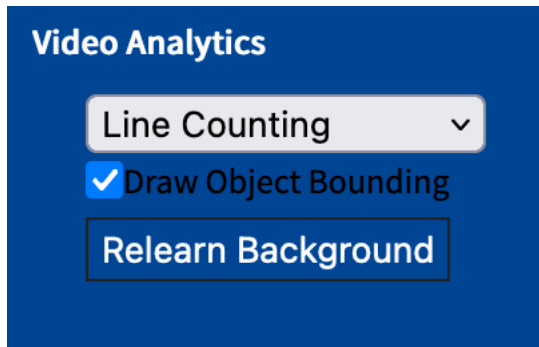 Video Analytics
Line Counting
Draw Object Bounding
Relearn Background